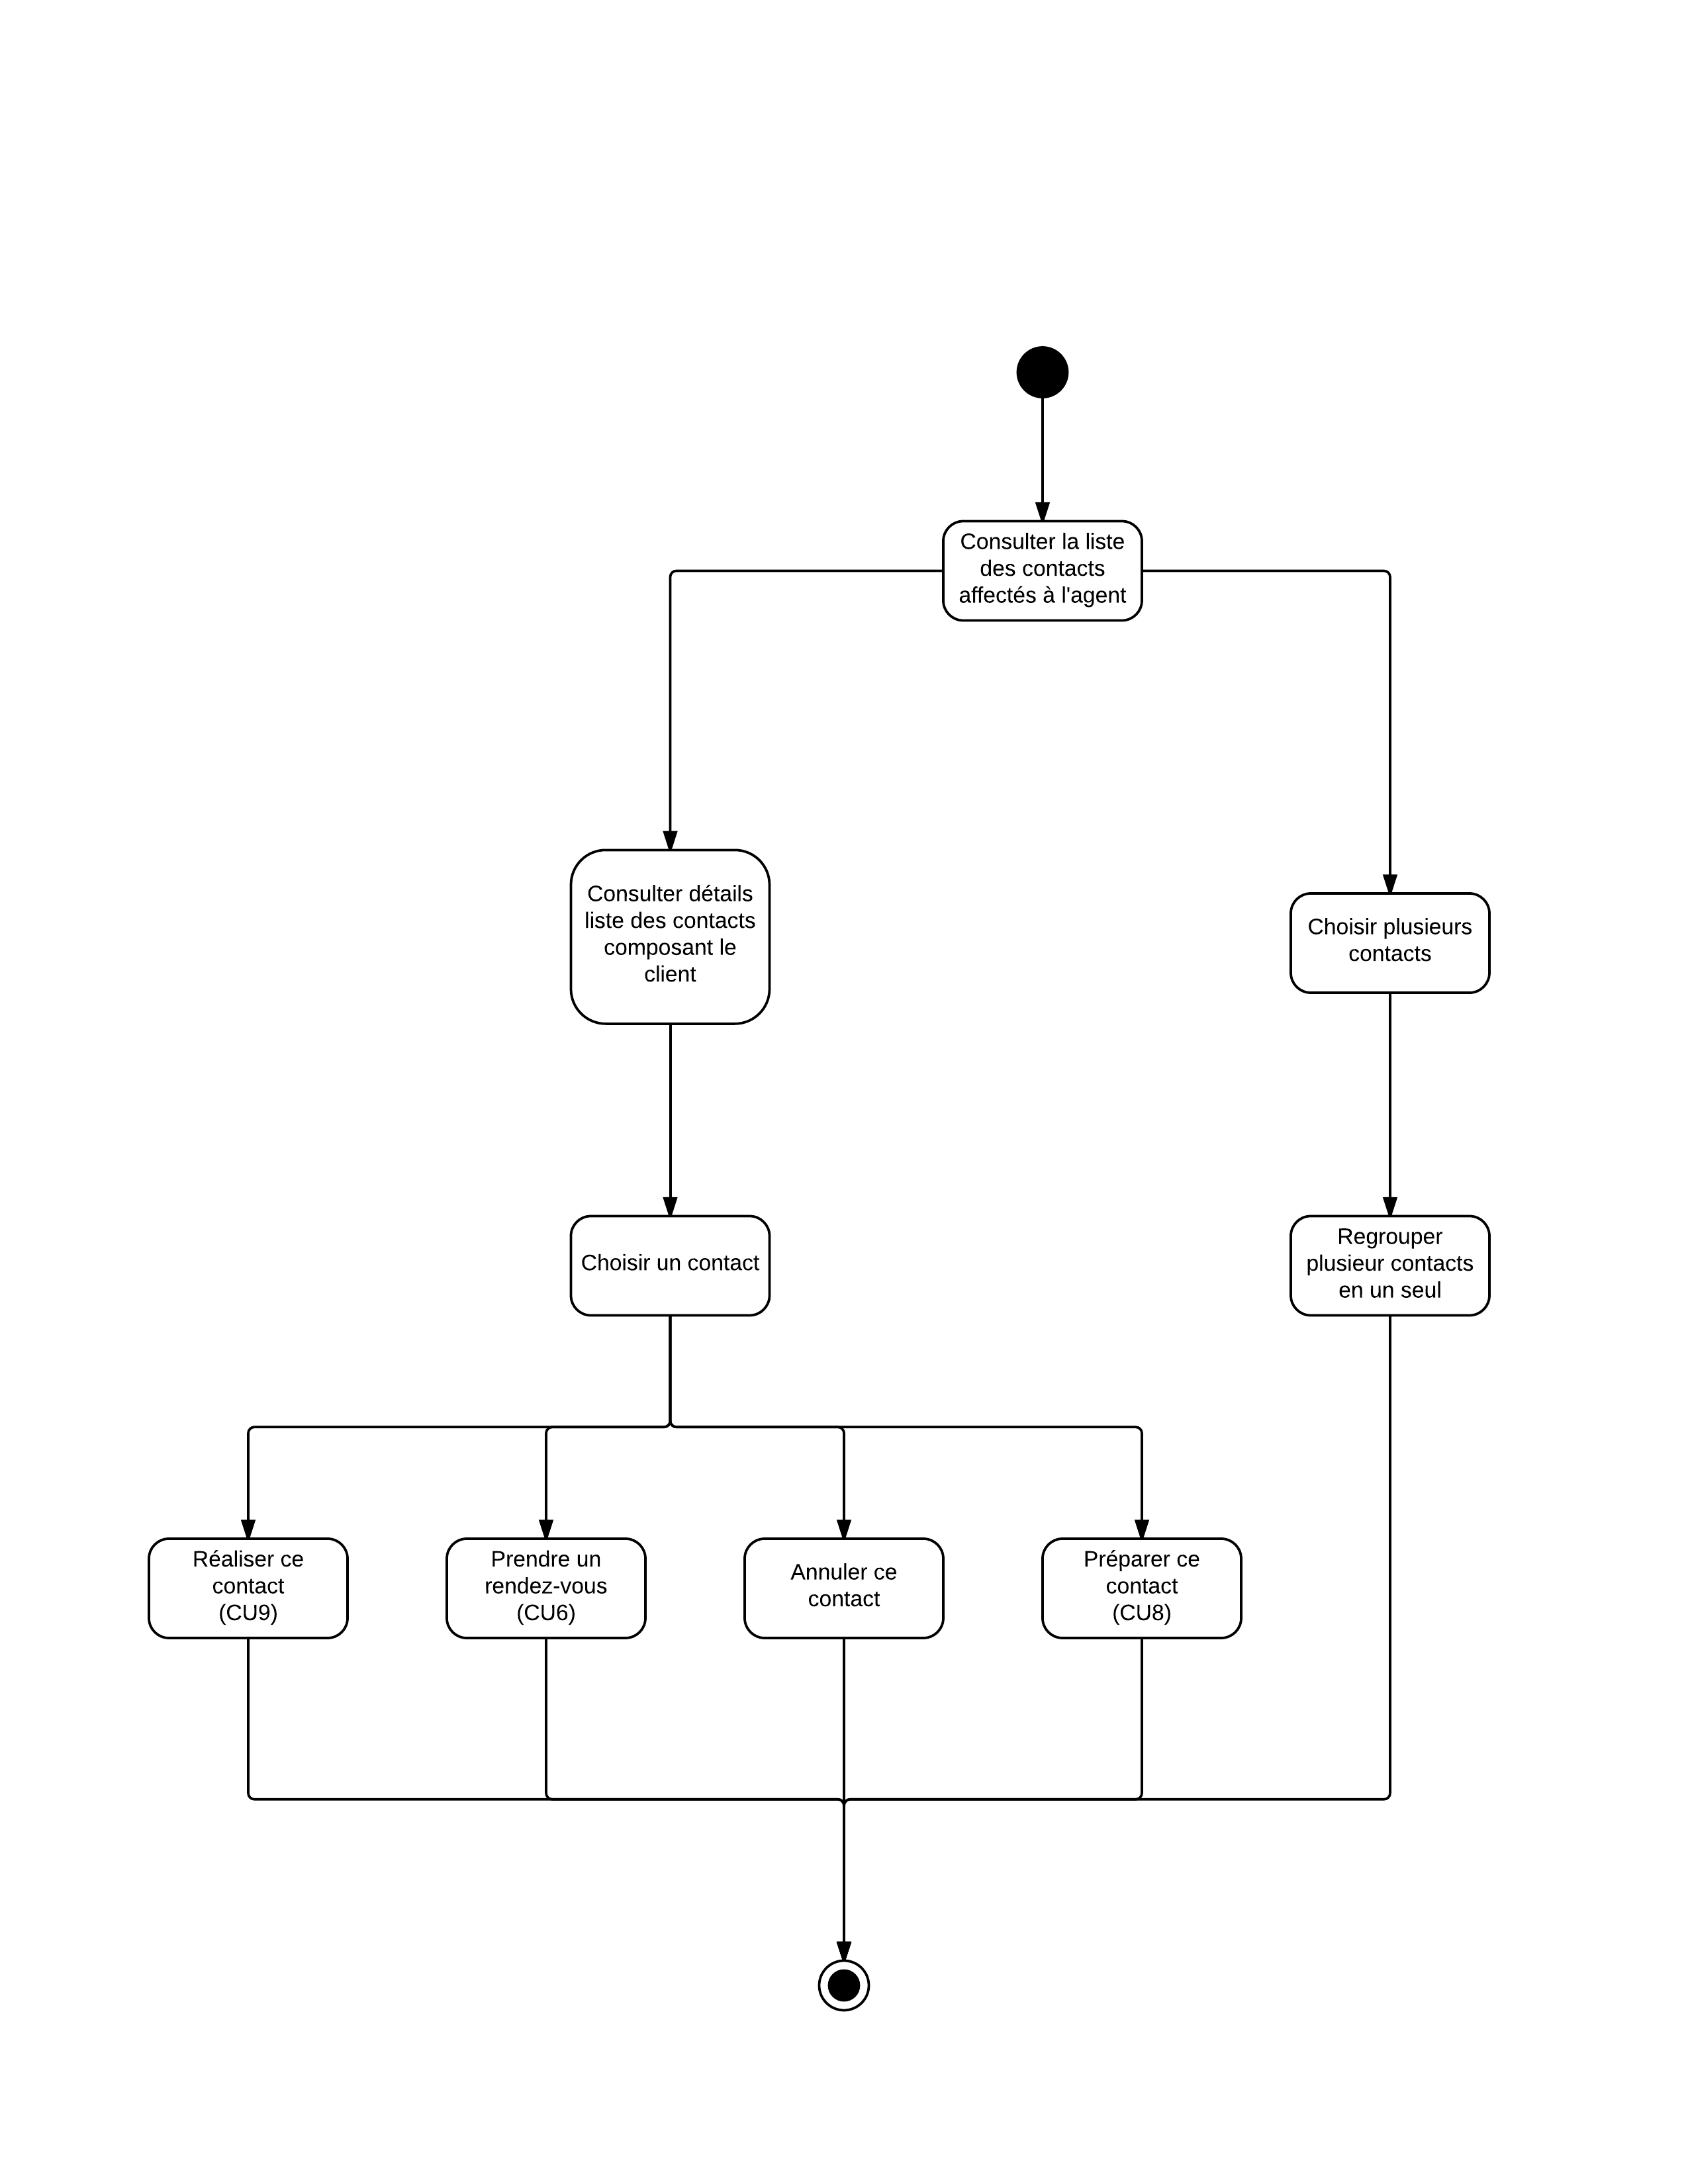 Consulter la liste
des contacts
affectés à l'agent
Consulter détails
liste des contacts
composant le
client
Choisir plusieurs
contacts
Choisir un contact
Regrouper
plusieur contacts
en un seul
Réaliser ce
contact
(CU9)
Prendre un
rendez-vous
(CU6)
Annuler ce
contact
Préparer ce
contact
(CU8)